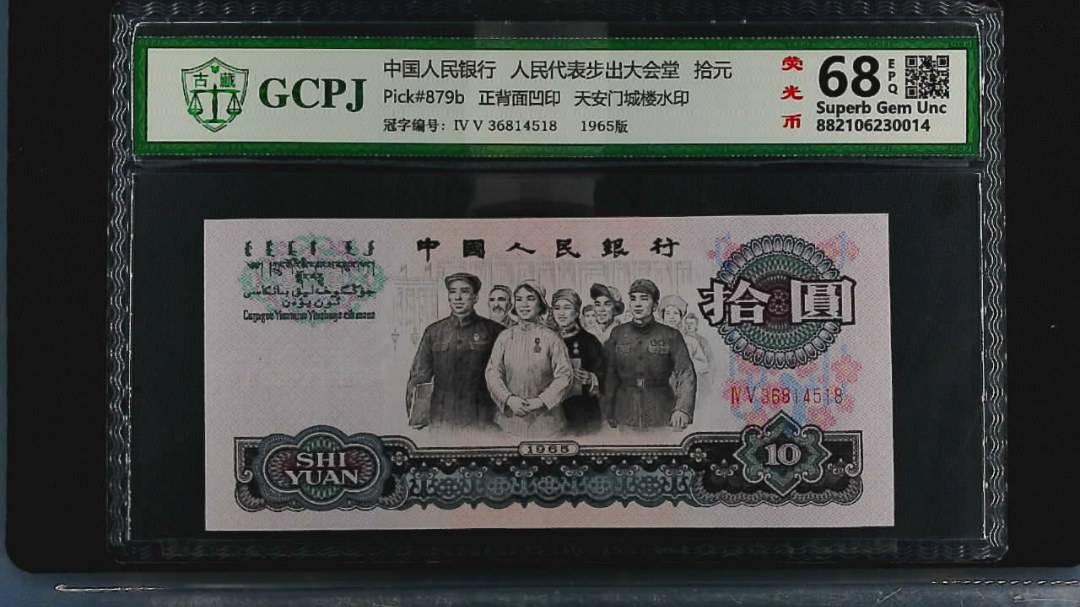 古藏
GCPJ
中国人民银行 人民代表步出大会堂 拾元
Pick#879b 正背面凹印 天安门城楼水印
冠字编号: IV V 36814518 1965版
荧光币
68 EPQ
Superb Gem Unc
882106230014
中國人民銀行
拾圓
IV V 36814518
1965
SHI YUAN
10